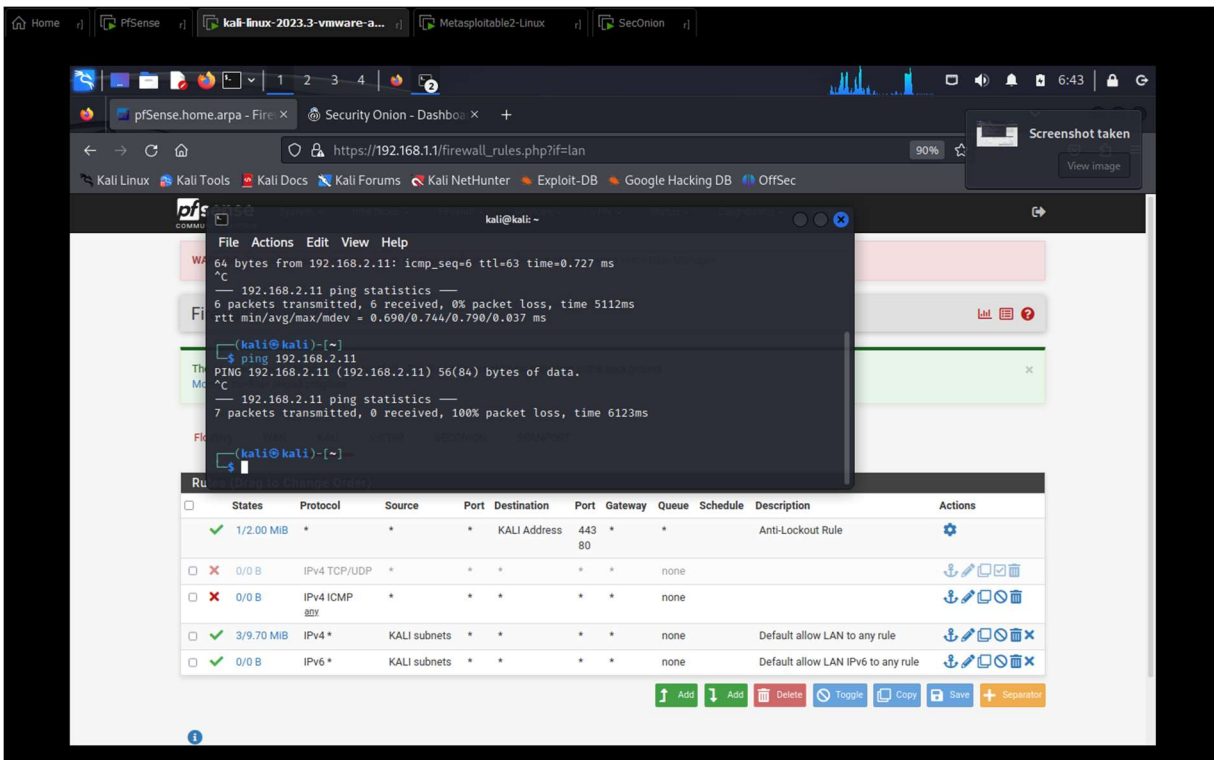 Home
PfSense
kali-linux-2023.3-vmware-a...
Metasploitable2-Linux
SecOnion
1 2 3 4
2
6:43
pfSense.home.arpa - Fire
Security Onion - Dashboa
Screenshot taken
View image
https://192.168.1.1/firewall_rules.php?if=lan
90%
Kali Linux Kali Tools Kali Docs Kali Forums Kali NetHunter Exploit-DB Google Hacking DB OffSec
kali@kali: ~
File Actions Edit View Help
64 bytes from 192.168.2.11: icmp_seq=6 ttl=63 time=0.727 ms
^C
--- 192.168.2.11 ping statistics ---
6 packets transmitted, 6 received, 0% packet loss, time 5112ms
rtt min/avg/max/mdev = 0.690/0.744/0.790/0.037 ms
(kali㉿kali)-[~]
$ ping 192.168.2.11
PING 192.168.2.11 (192.168.2.11) 56(84) bytes of data.
^C
--- 192.168.2.11 ping statistics ---
7 packets transmitted, 0 received, 100% packet loss, time 6123ms
(kali㉿kali)-[~]
$
Rules (Drag to Change Order)
States Protocol Source Port Destination Port Gateway Queue Schedule Description Actions
1/2.00 MiB * * * KALI Address 443 * * Anti-Lockout Rule
80
0/0 B IPv4 TCP/UDP * * * * * none
0/0 B IPv4 ICMP * * * * * none
any
3/9.70 MiB IPv4 * KALI subnets * * * * none Default allow LAN to any rule
0/0 B IPv6 * KALI subnets * * * * none Default allow LAN IPv6 to any rule
Add Add Delete Toggle Copy Save Separator